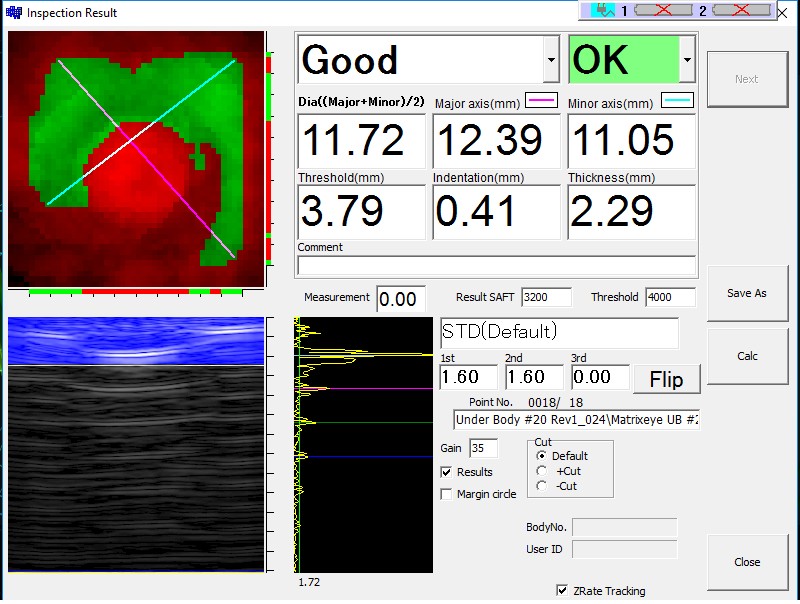 Inspection Result
1 2
Good OK
Next
Dia((Major+Minor)/2) Major axis(mm) Minor axis(mm)
11.72 12.39 11.05
Threshold(mm) Indentation(mm) Thickness(mm)
3.79 0.41 2.29
Comment
Measurement 0.00 Result SAFT 3200 Threshold 4000
Save As
STD(Default)
Calc
1st 2nd 3rd
1.60 1.60 0.00 Flip
Point No. 0018/ 18
Under Body #20 Rev1_024\Matrixeye UB #2
Gain 35
Cut
Default
+Cut
-Cut
Results
Margin circle
BodyNo.
User ID
Close
1.72
ZRate Tracking